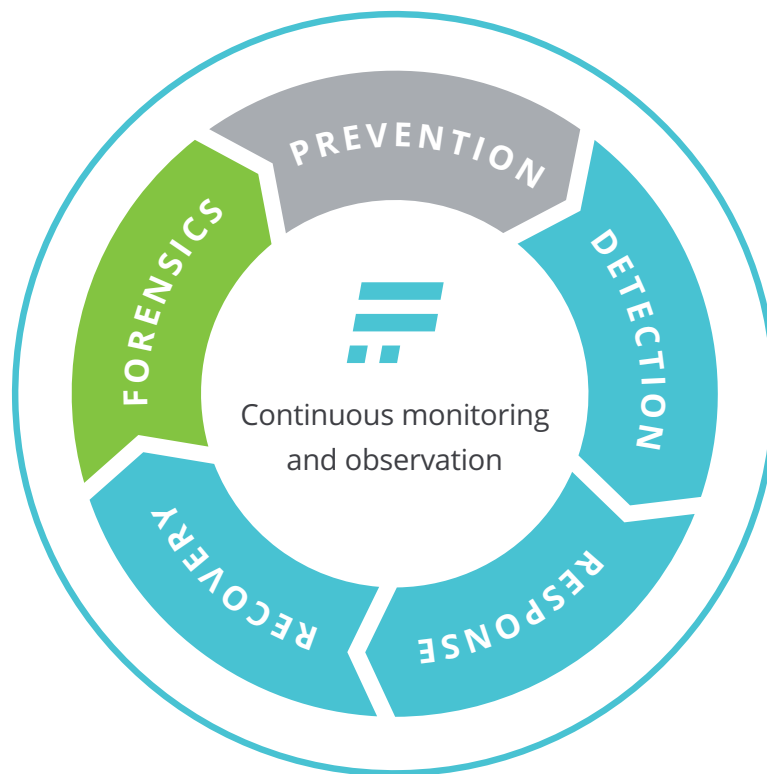 PREVENTION
DETECTION
RESPONSE
RECOVERY
FORENSICS
Continuous monitoring
and observation